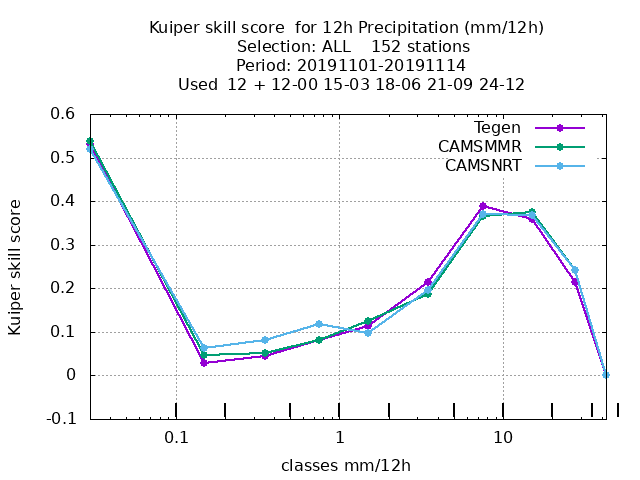 Kuiper skill score  for 12h Precipitation (mm/12h)
Selection: ALL    152 stations
Period: 20191101-20191114
Used  12 + 12-00 15-03 18-06 21-09 24-12
Tegen
CAMSMMR
CAMSNRT
0.6
0.5
0.4
0.3
0.2
0.1
0
-0.1
Kuiper skill score
0.1 1 10
classes mm/12h